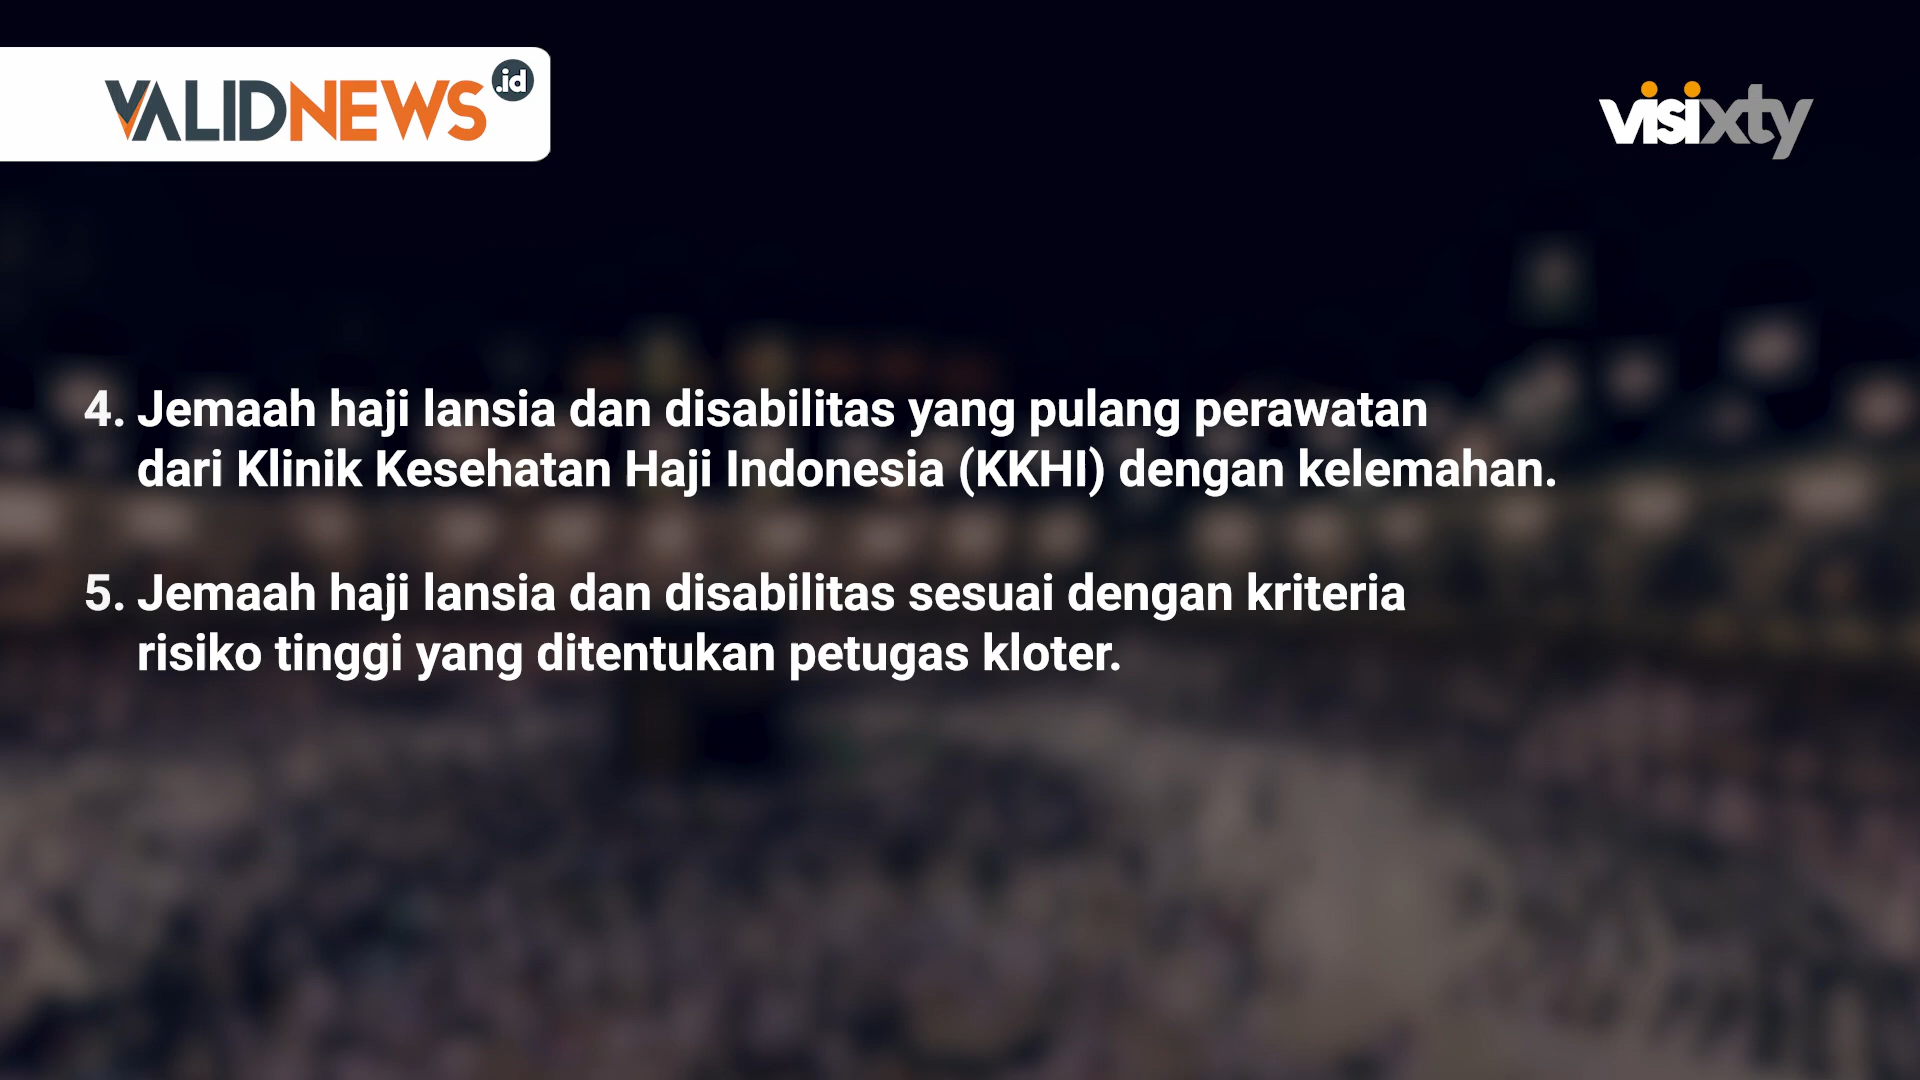 VALIDNEWS.id
visixty
4. Jemaah haji lansia dan disabilitas yang pulang perawatan
dari Klinik Kesehatan Haji Indonesia (KKHI) dengan kelemahan.
5. Jemaah haji lansia dan disabilitas sesuai dengan kriteria
risiko tinggi yang ditentukan petugas kloter.